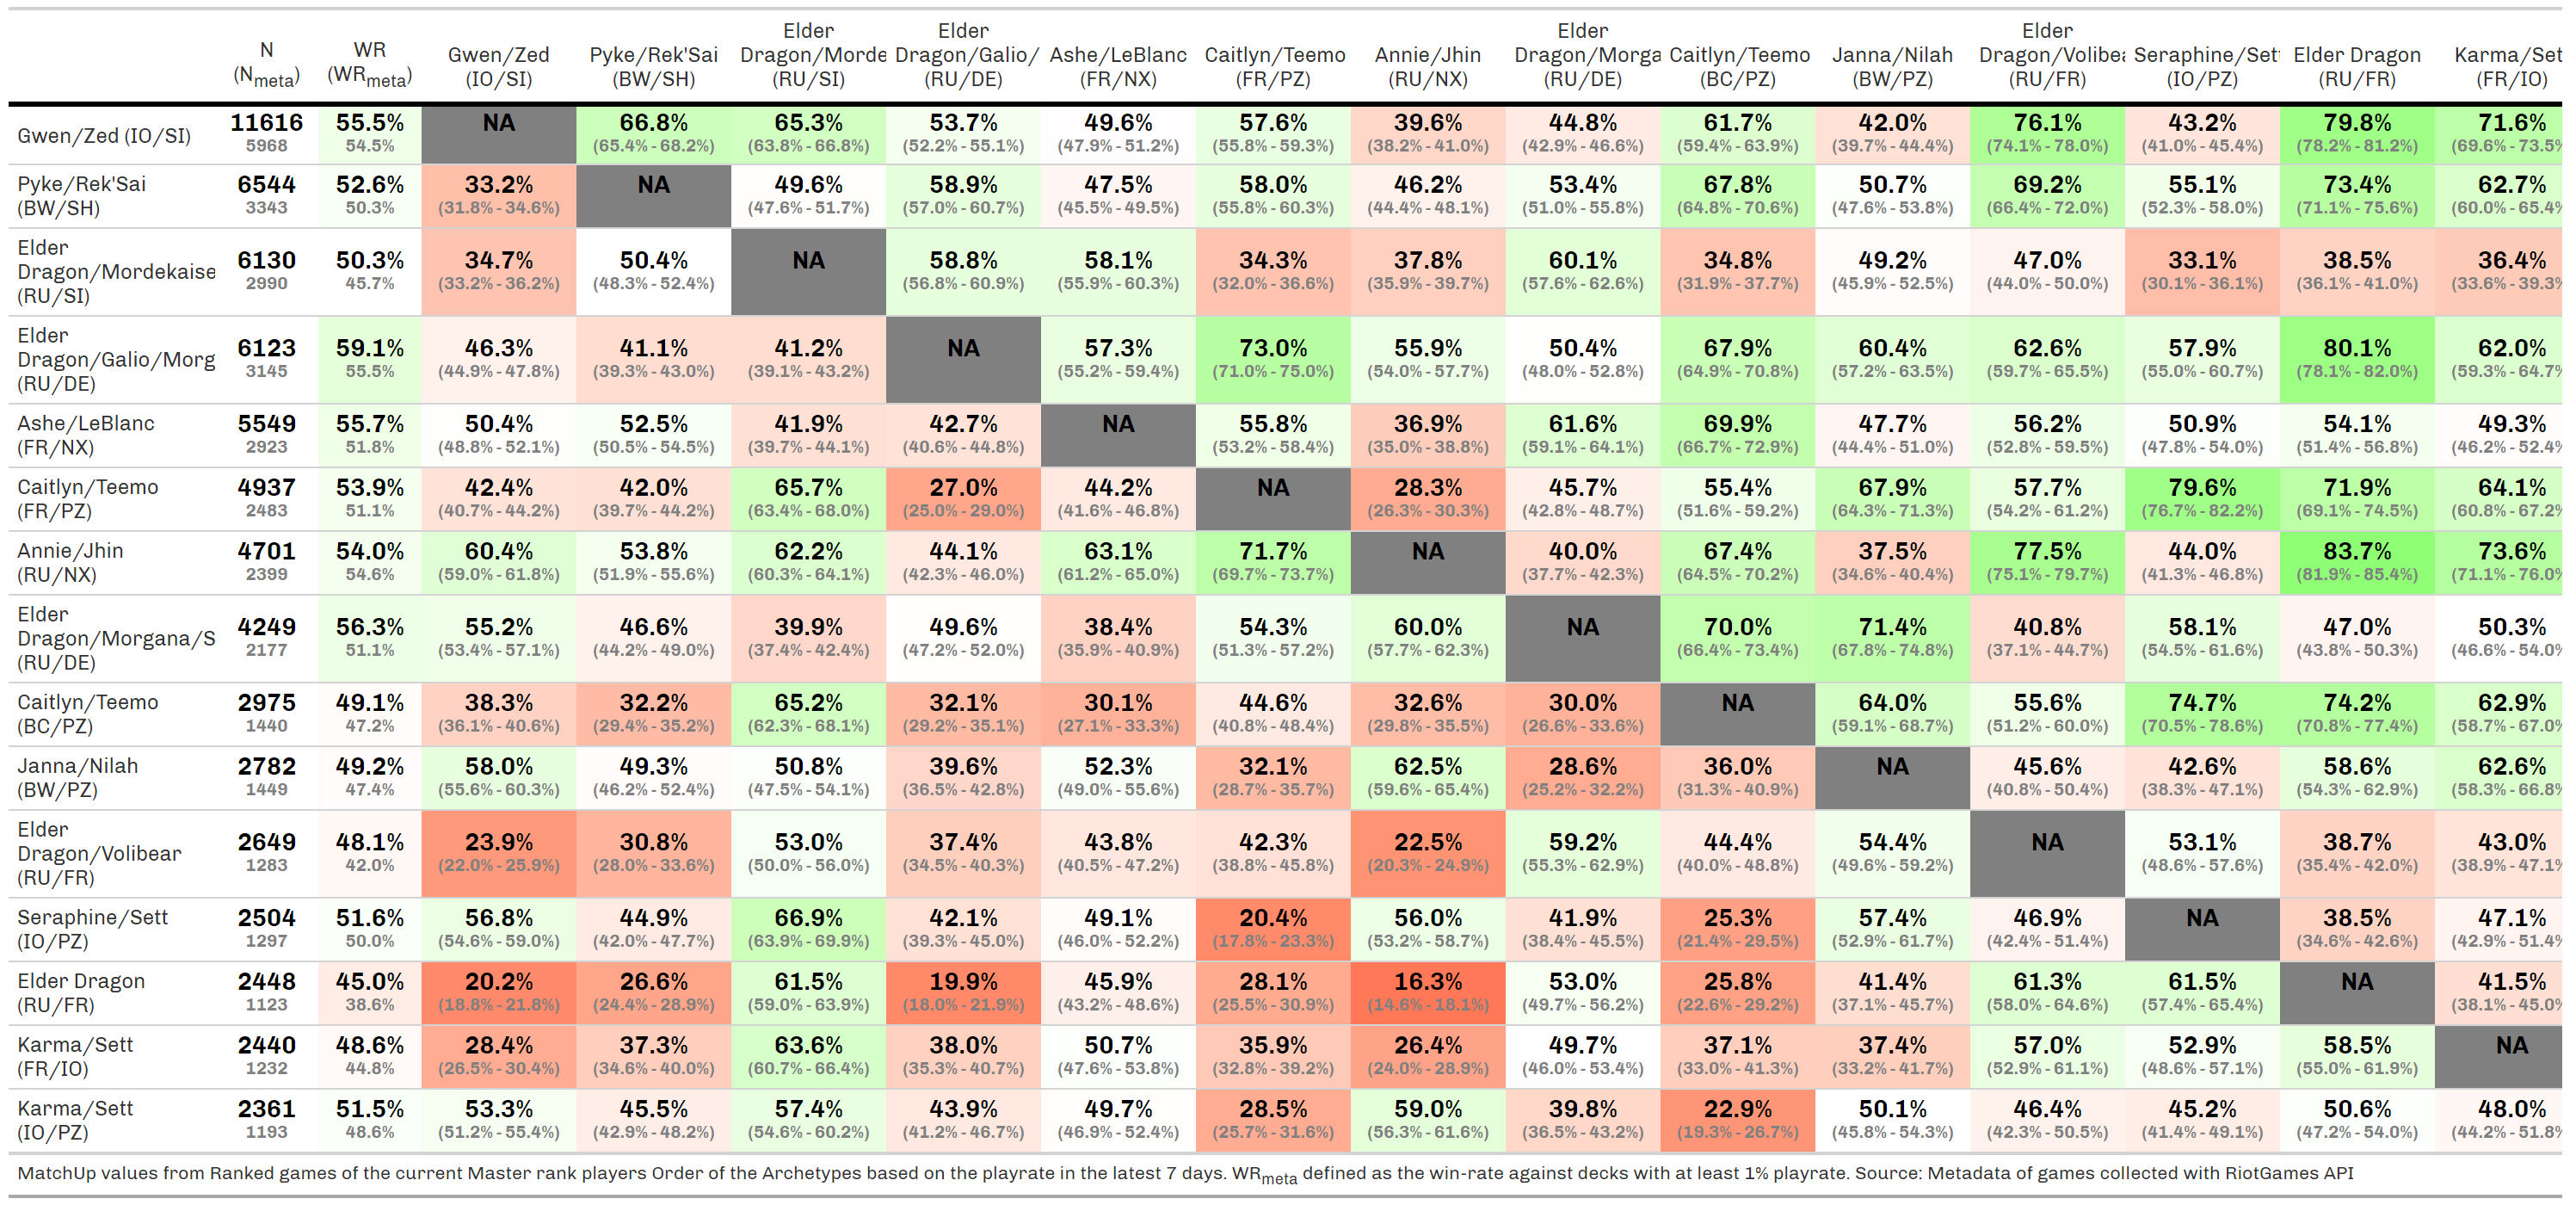 N (N_meta) WR (WR_meta) Gwen/Zed (IO/SI) Pyke/Rek'Sai (BW/SH) Elder Dragon/Morde (RU/SI) Elder Dragon/Galio/ (RU/DE) Ashe/LeBlanc (FR/NX) Caitlyn/Teemo (FR/PZ) Annie/Jhin (RU/NX) Elder Dragon/Morga (RU/DE) Caitlyn/Teemo (BC/PZ) Janna/Nilah (BW/PZ) Elder Dragon/Volibea (RU/FR) Seraphine/Sett (IO/PZ) Elder Dragon (RU/FR) Karma/Sett (FR/IO)
Gwen/Zed (IO/SI) 11616 55.5% NA 66.8% 65.3% 53.7% 49.6% 57.6% 39.6% 44.8% 61.7% 42.0% 76.1% 43.2% 79.8% 71.6%
5968 54.5% (65.4% - 68.2%) (63.8% - 66.8%) (52.2% - 55.1%) (47.9% - 51.2%) (55.8% - 59.3%) (38.2% - 41.0%) (42.9% - 46.6%) (59.4% - 63.9%) (39.7% - 44.4%) (74.1% - 78.0%) (41.0% - 45.4%) (78.2% - 81.2%) (69.6% - 73.5%
Pyke/Rek'Sai 6544 52.6% 33.2% NA 49.6% 58.9% 47.5% 58.0% 46.2% 53.4% 67.8% 50.7% 69.2% 55.1% 73.4% 62.7%
(BW/SH) 3343 50.3% (31.8% - 34.6%) (47.6% - 51.7%) (57.0% - 60.7%) (45.5% - 49.5%) (55.8% - 60.3%) (44.4% - 48.1%) (51.0% - 55.8%) (64.8% - 70.6%) (47.6% - 53.8%) (66.4% - 72.0%) (52.3% - 58.0%) (71.1% - 75.6%) (60.0% - 65.4%
Elder
Dragon/Mordekaise 6130 50.3% 34.7% 50.4% NA 58.8% 58.1% 34.3% 37.8% 60.1% 34.8% 49.2% 47.0% 33.1% 38.5% 36.4%
(RU/SI) 2990 45.7% (33.2% - 36.2%) (48.3% - 52.4%) (56.8% - 60.9%) (55.9% - 60.3%) (32.0% - 36.6%) (35.9% - 39.7%) (57.6% - 62.6%) (31.9% - 37.7%) (45.9% - 52.5%) (44.0% - 50.0%) (30.1% - 36.1%) (36.1% - 41.0%) (33.6% - 39.3%
Elder
Dragon/Galio/Morg 6123 59.1% 46.3% 41.1% 41.2% NA 57.3% 73.0% 55.9% 50.4% 67.9% 60.4% 62.6% 57.9% 80.1% 62.0%
(RU/DE) 3145 55.5% (44.9% - 47.8%) (39.3% - 43.0%) (39.1% - 43.2%) (55.2% - 59.4%) (71.0% - 75.0%) (54.0% - 57.7%) (48.0% - 52.8%) (64.9% - 70.8%) (57.2% - 63.5%) (59.7% - 65.5%) (55.0% - 60.7%) (78.1% - 82.0%) (59.3% - 64.7%
Ashe/LeBlanc 5549 55.7% 50.4% 52.5% 41.9% 42.7% NA 55.8% 36.9% 61.6% 69.9% 47.7% 56.2% 50.9% 54.1% 49.3%
(FR/NX) 2923 51.8% (48.8% - 52.1%) (50.5% - 54.5%) (39.7% - 44.1%) (40.6% - 44.8%) (53.2% - 58.4%) (35.0% - 38.8%) (59.1% - 64.1%) (66.7% - 72.9%) (44.4% - 51.0%) (52.8% - 59.5%) (47.8% - 54.0%) (51.4% - 56.8%) (46.2% - 52.4%
Caitlyn/Teemo 4937 53.9% 42.4% 42.0% 65.7% 27.0% 44.2% NA 28.3% 45.7% 55.4% 67.9% 57.7% 79.6% 71.9% 64.1%
(FR/PZ) 2483 51.1% (40.7% - 44.2%) (39.7% - 44.2%) (63.4% - 68.0%) (25.0% - 29.0%) (41.6% - 46.8%) (26.3% - 30.3%) (42.8% - 48.7%) (51.6% - 59.2%) (64.3% - 71.3%) (54.2% - 61.2%) (76.7% - 82.2%) (69.1% - 74.5%) (60.8% - 67.2%
Annie/Jhin 4701 54.0% 60.4% 53.8% 62.2% 44.1% 63.1% 71.7% NA 40.0% 67.4% 37.5% 77.5% 44.0% 83.7% 73.6%
(RU/NX) 2399 54.6% (59.0% - 61.8%) (51.9% - 55.6%) (60.3% - 64.1%) (42.3% - 46.0%) (61.2% - 65.0%) (69.7% - 73.7%) (37.7% - 42.3%) (64.5% - 70.2%) (34.6% - 40.4%) (75.1% - 79.7%) (41.3% - 46.8%) (81.9% - 85.4%) (71.1% - 76.0%
Elder
Dragon/Morgana/S 4249 56.3% 55.2% 46.6% 39.9% 49.6% 38.4% 54.3% 60.0% NA 70.0% 71.4% 40.8% 58.1% 47.0% 50.3%
(RU/DE) 2177 51.1% (53.4% - 57.1%) (44.2% - 49.0%) (37.4% - 42.4%) (47.2% - 52.0%) (35.9% - 40.9%) (51.3% - 57.2%) (57.7% - 62.3%) (66.4% - 73.4%) (67.8% - 74.8%) (37.1% - 44.7%) (54.5% - 61.6%) (43.8% - 50.3%) (46.6% - 54.0%
Caitlyn/Teemo 2975 49.1% 38.3% 32.2% 65.2% 32.1% 30.1% 44.6% 32.6% 30.0% NA 64.0% 55.6% 74.7% 74.2% 62.9%
(BC/PZ) 1440 47.2% (36.1% - 40.6%) (29.4% - 35.2%) (62.3% - 68.1%) (29.2% - 35.1%) (27.1% - 33.3%) (40.8% - 48.4%) (29.8% - 35.5%) (26.6% - 33.6%) (59.1% - 68.7%) (51.2% - 60.0%) (70.5% - 78.6%) (70.8% - 77.4%) (58.7% - 67.0%
Janna/Nilah 2782 49.2% 58.0% 49.3% 50.8% 39.6% 52.3% 32.1% 62.5% 28.6% 36.0% NA 45.6% 42.6% 58.6% 62.6%
(BW/PZ) 1449 47.4% (55.6% - 60.3%) (46.2% - 52.4%) (47.5% - 54.1%) (36.5% - 42.8%) (49.0% - 55.6%) (28.7% - 35.7%) (59.6% - 65.4%) (25.2% - 32.2%) (31.3% - 40.9%) (40.8% - 50.4%) (38.3% - 47.1%) (54.3% - 62.9%) (58.3% - 66.8%
Elder
Dragon/Volibear 2649 48.1% 23.9% 30.8% 53.0% 37.4% 43.8% 42.3% 22.5% 59.2% 44.4% 54.4% NA 53.1% 38.7% 43.0%
(RU/FR) 1283 42.0% (22.0% - 25.9%) (28.0% - 33.6%) (50.0% - 56.0%) (34.5% - 40.3%) (40.5% - 47.2%) (38.8% - 45.8%) (20.3% - 24.9%) (55.3% - 62.9%) (40.0% - 48.8%) (49.6% - 59.2%) (48.6% - 57.6%) (35.4% - 42.0%) (38.9% - 47.1%
Seraphine/Sett 2504 51.6% 56.8% 44.9% 66.9% 42.1% 49.1% 20.4% 56.0% 41.9% 25.3% 57.4% 46.9% NA 38.5% 47.1%
(IO/PZ) 1297 50.0% (54.6% - 59.0%) (42.0% - 47.7%) (63.9% - 69.9%) (39.3% - 45.0%) (46.0% - 52.2%) (17.8% - 23.3%) (53.2% - 58.7%) (38.4% - 45.5%) (21.4% - 29.5%) (52.9% - 61.7%) (42.4% - 51.4%) (34.6% - 42.6%) (42.9% - 51.4%
Elder Dragon 2448 45.0% 20.2% 26.6% 61.5% 19.9% 45.9% 28.1% 16.3% 53.0% 25.8% 41.4% 61.3% 61.5% NA 41.5%
(RU/FR) 1123 38.6% (18.8% - 21.8%) (24.4% - 28.9%) (59.0% - 63.9%) (18.0% - 21.9%) (43.2% - 48.6%) (25.5% - 30.9%) (14.6% - 18.1%) (49.7% - 56.2%) (22.6% - 29.2%) (37.1% - 45.7%) (58.0% - 64.6%) (57.4% - 65.4%) (38.1% - 45.0%
Karma/Sett 2440 48.6% 28.4% 37.3% 63.6% 38.0% 50.7% 35.9% 26.4% 49.7% 37.1% 37.4% 57.0% 52.9% 58.5% NA
(FR/IO) 1232 44.8% (26.5% - 30.4%) (34.6% - 40.0%) (60.7% - 66.4%) (35.3% - 40.7%) (47.6% - 53.8%) (32.8% - 39.2%) (24.0% - 28.9%) (46.0% - 53.4%) (33.0% - 41.3%) (33.2% - 41.7%) (52.9% - 61.1%) (48.6% - 57.1%) (55.0% - 61.9%)
Karma/Sett 2361 51.5% 53.3% 45.5% 57.4% 43.9% 49.7% 28.5% 59.0% 39.8% 22.9% 50.1% 46.4% 45.2% 50.6% 48.0%
(IO/PZ) 1193 48.6% (51.2% - 55.4%) (42.9% - 48.2%) (54.6% - 60.2%) (41.2% - 46.7%) (46.9% - 52.4%) (25.7% - 31.6%) (56.3% - 61.6%) (36.5% - 43.2%) (19.3% - 26.7%) (45.8% - 54.3%) (42.3% - 50.5%) (41.4% - 49.1%) (47.2% - 54.0%) (44.2% - 51.8%
MatchUp values from Ranked games of the current Master rank players Order of the Archetypes based on the playrate in the latest 7 days. WR_meta defined as the win-rate against decks with at least 1% playrate. Source: Metadata of games collected with RiotGames API